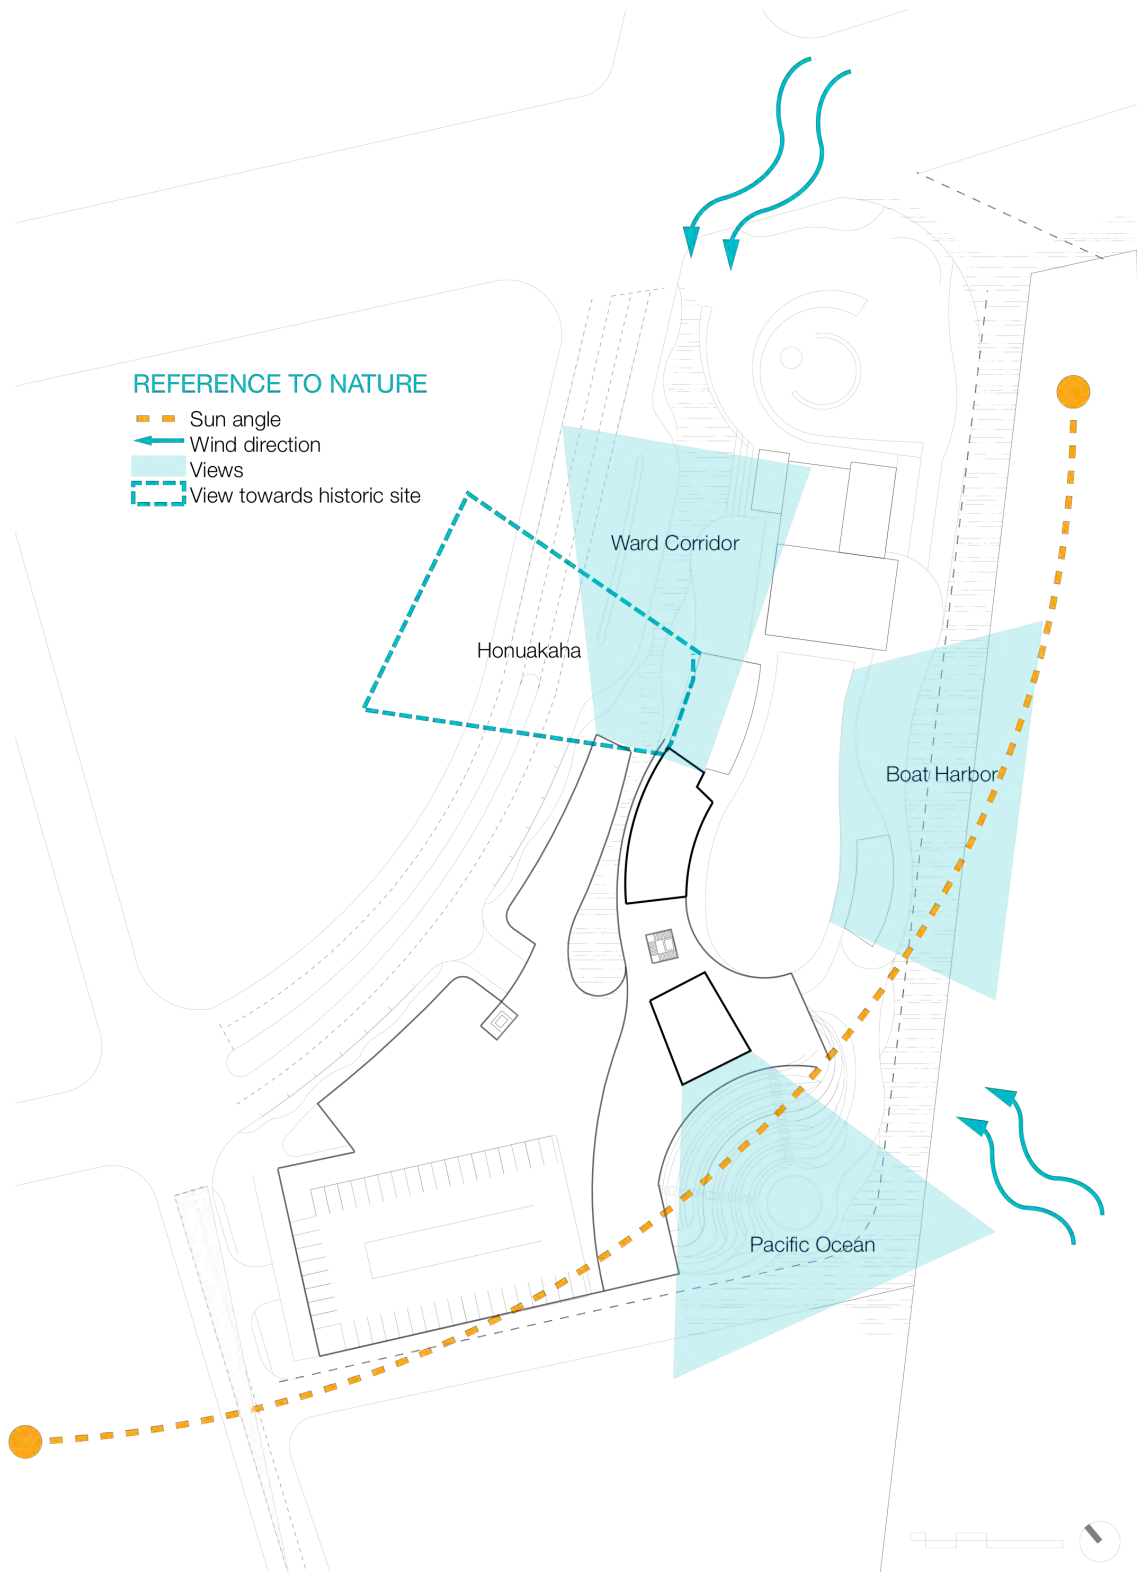 REFERENCE TO NATURE
Sun angle
Wind direction
Views
View towards historic site
Ward Corridor
Honuakaha
Boat Harbor
Pacific Ocean